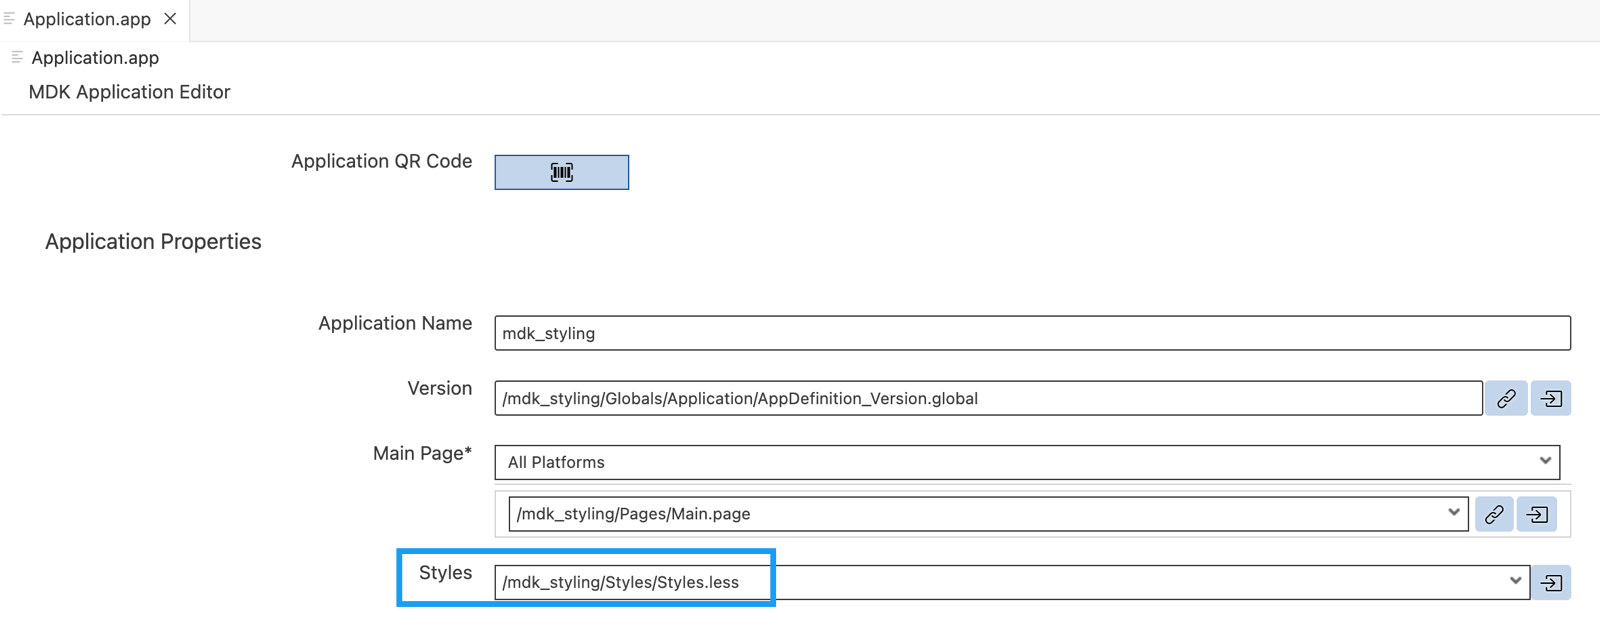 Application.app
Application.app
MDK Application Editor
Application QR Code
Application Properties
Application Name
mdk_styling
Version
/mdk_styling/Globals/Application/AppDefinition_Version.global
Main Page*
All Platforms
/mdk_styling/Pages/Main.page
Styles
/mdk_styling/Styles/Styles.less